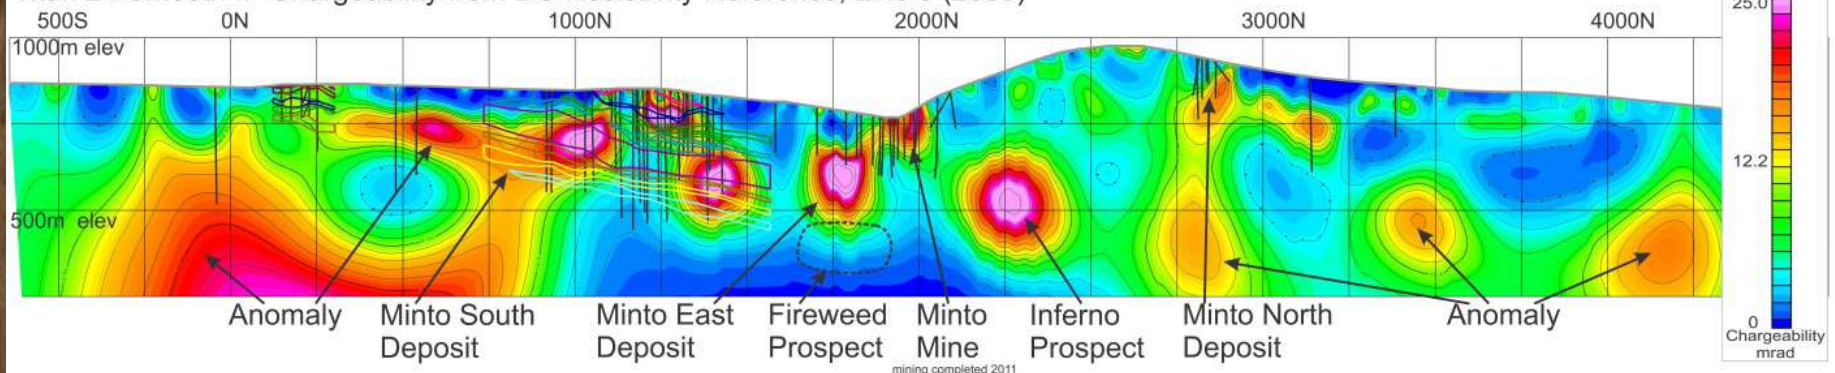 500S 0N 1000N 2000N 3000N 4000N
25.0
1000m elev
12.2
500m elev
0
Chargeability
mrad
Anomaly
Minto South
Deposit
Minto East
Deposit
Fireweed
Prospect
Minto
Mine
mining completed 2011
Inferno
Prospect
Minto North
Deposit
Anomaly